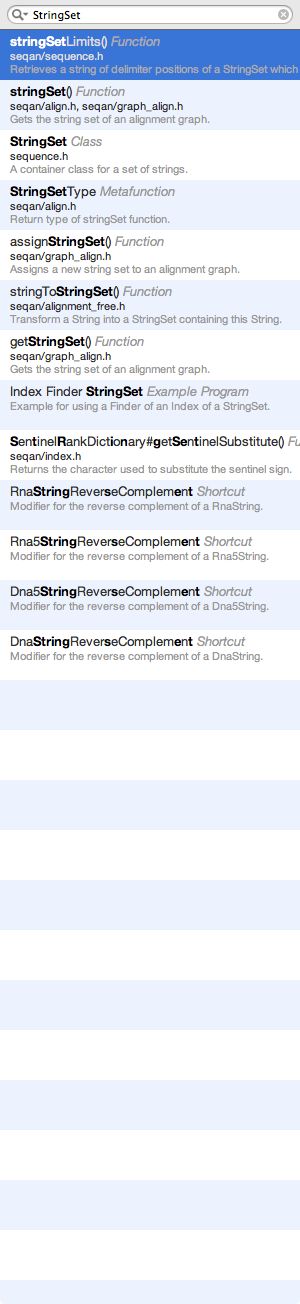 StringSet
stringSetLimits() Function
seqan/sequence.h
Retrieves a string of delimiter positions of a StringSet which
stringSet() Function
seqan/align.h, seqan/graph_align.h
Gets the string set of an alignment graph.
StringSet Class
sequence.h
A container class for a set of strings.
StringSetType Metafunction
seqan/align.h
Return type of stringSet function.
assignStringSet() Function
seqan/graph_align.h
Assigns a new string set to an alignment graph.
stringToStringSet() Function
seqan/alignment_free.h
Transform a String into a StringSet containing this String.
getStringSet() Function
seqan/graph_align.h
Gets the string set of an alignment graph.
Index Finder StringSet Example Program
Example for using a Finder of an Index of a StringSet.
SentinelRankDictionary#getSentinelSubstitute() Fu
seqan/index.h
Returns the character used to substitute the sentinel sign.
RnaStringReverseComplement Shortcut
Modifier for the reverse complement of a RnaString.
Rna5StringReverseComplement Shortcut
Modifier for the reverse complement of a Rna5String.
Dna5StringReverseComplement Shortcut
Modifier for the reverse complement of a Dna5String.
DnaStringReverseComplement Shortcut
Modifier for the reverse complement of a DnaString.